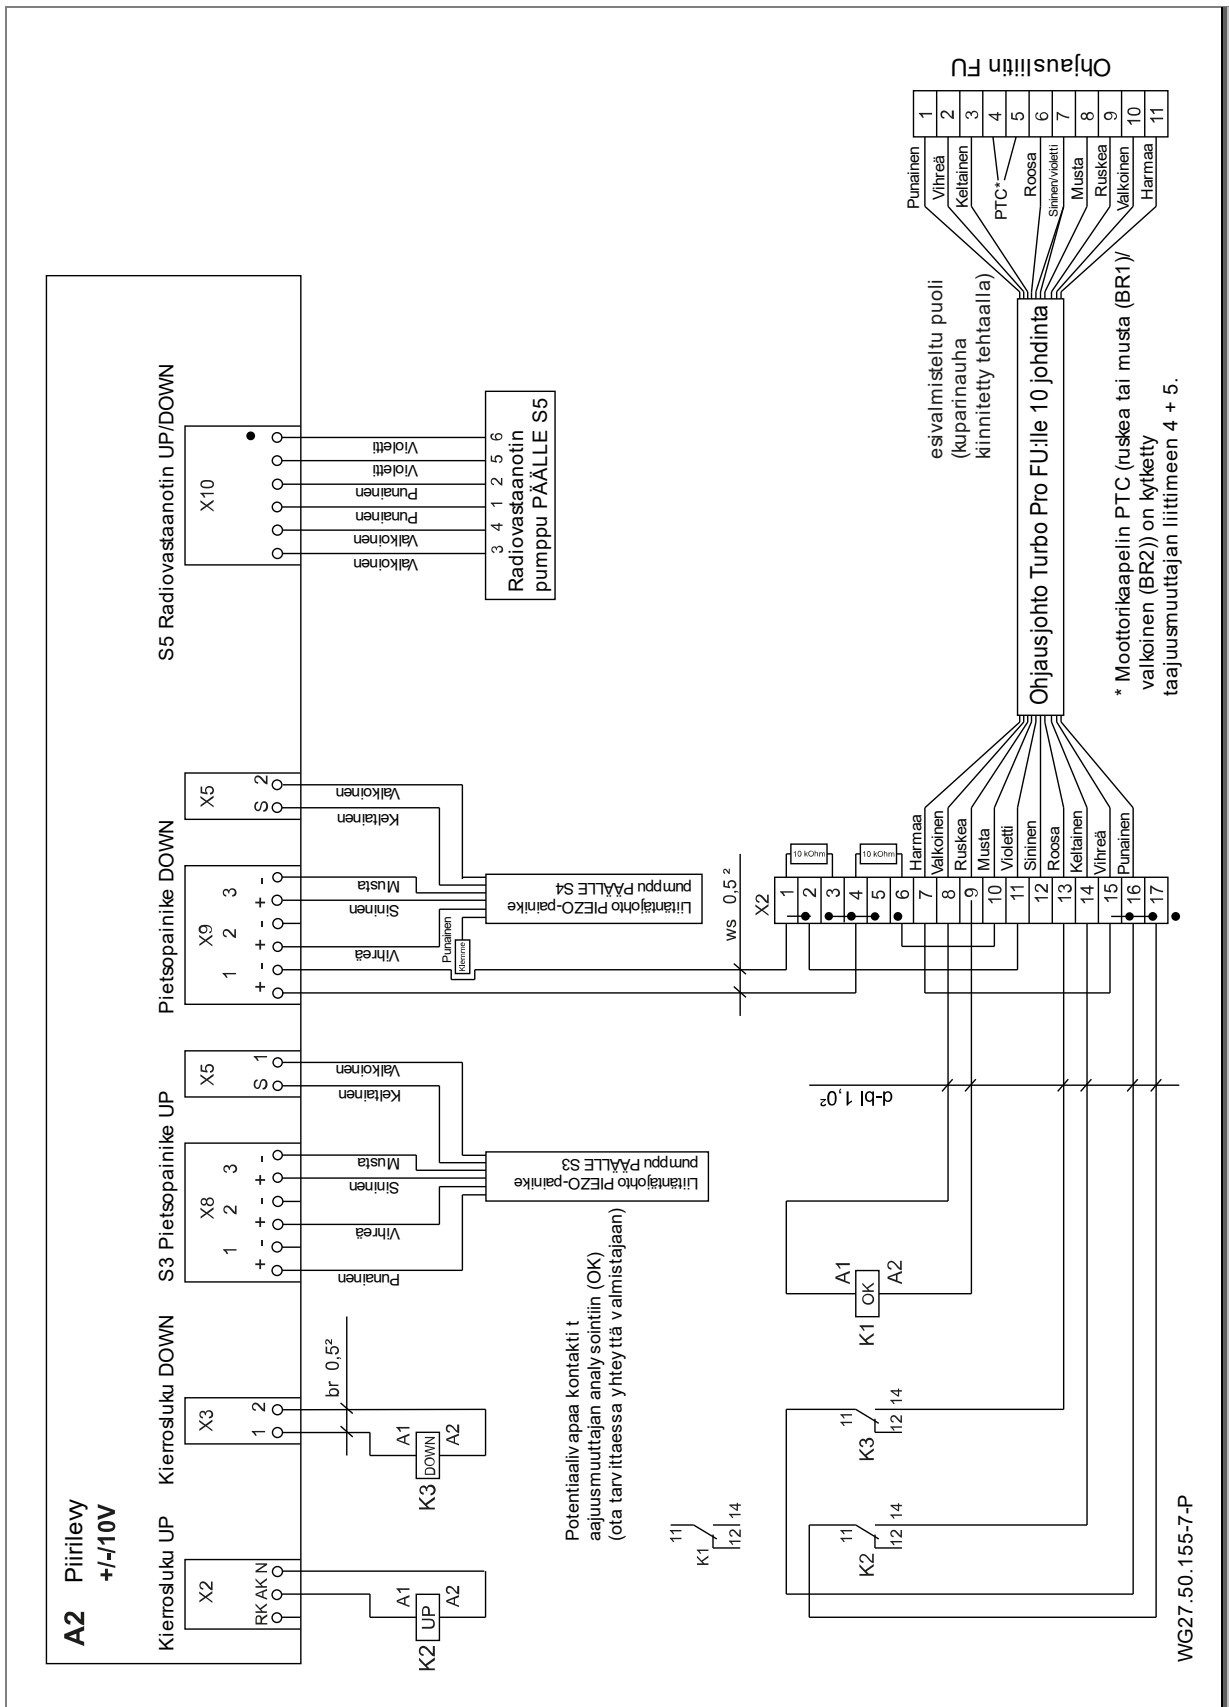 A2 Piirilevy
+/-/10V
Kierrosluku UP
X2
RK AK N
K2
UP
A1
A2
Kierrosluku DOWN
X3
1 2
br 0,5²
K3
DOWN
A1
A2
S3 Pietsopainike UP
X8
1 2 3
+ - + - + -
X5
S 1
Punainen
Vihreä
Sininen
Musta
Keltainen
Valkoinen
Liitäntäjohto PIEZO-painike
pumppu PÄÄLLE S3
Pietsopainike DOWN
X9
1 2 3
+ - + - + -
X5
S 2
Vihreä
Punainen
Klemme
Sininen
Musta
Keltainen
Valkoinen
Liitäntäjohto PIEZO-painike
pumppu PÄÄLLE S4
S5 Radiovastaanotin UP/DOWN
X10
Valkoinen
Valkoinen
Punainen
Punainen
Violetti
Violetti
3 4 1 2 5 6
Radiovastaanotin
pumppu PÄÄLLE S5
Potentiaalivapaa kontakti t
aajuusmuuttajan analysointiin (OK)
(ota tarvittaessa yhteyttä valmistajaan)
K1
11
12 14
ws 0,5²
X2
1
2
3
4
5
6
7
8
9
10
11
12
13
14
15
16
17
10 kOhm
10 kOhm
Harmaa
Valkoinen
Ruskea
Musta
Violetti
Sininen
Roosa
Keltainen
Vihreä
Punainen
d-bl 1,0²
K1
OK
A1
A2
K3
11
12 14
K2
11
12 14
Ohjausjohto Turbo Pro FU:lle 10 johdinta
esivalmisteltu puoli
(kuparinauha
kiinnitetty tehtaalla)
Punainen
Vihreä
Keltainen
PTC*
Roosa
Sininen/violetti
Musta
Ruskea
Valkoinen
Harmaa
1
2
3
4
5
6
7
8
9
10
11
Ohjausliitin FU
* Moottorikaapelin PTC (ruskea tai musta (BR1)/
valkoinen (BR2)) on kytketty
taajuusmuuttajan liittimeen 4 + 5.
WG27.50.155-7-P